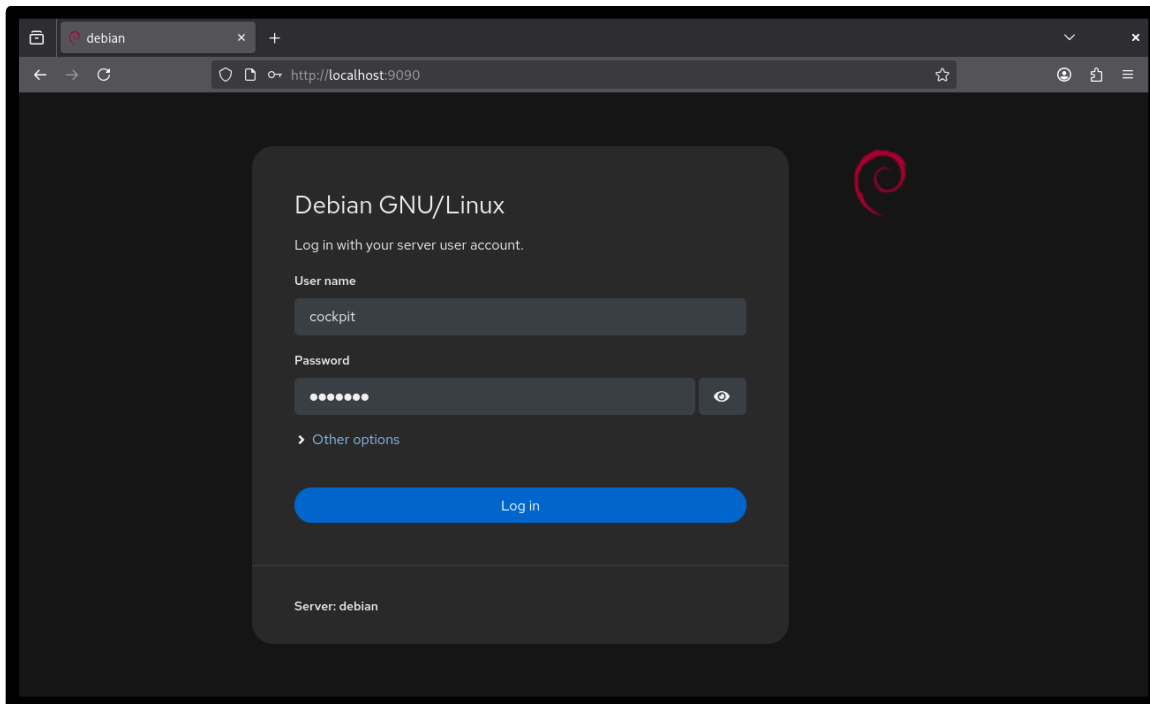 debian
http://localhost:9090
Debian GNU/Linux
Log in with your server user account.
User name
cockpit
Password
Other options
Log in
Server: debian